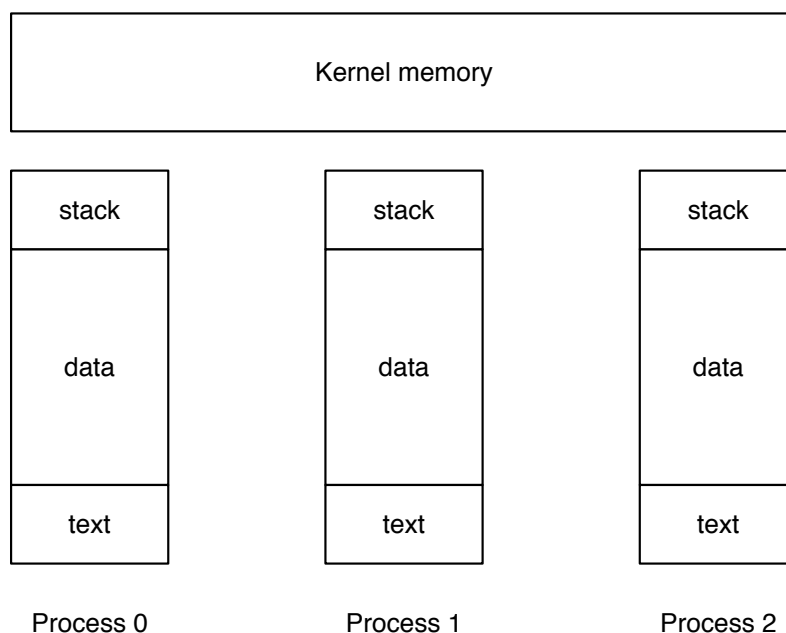 Kernel memory
stack stack stack
data data data
text text text
Process 0 Process 1 Process 2